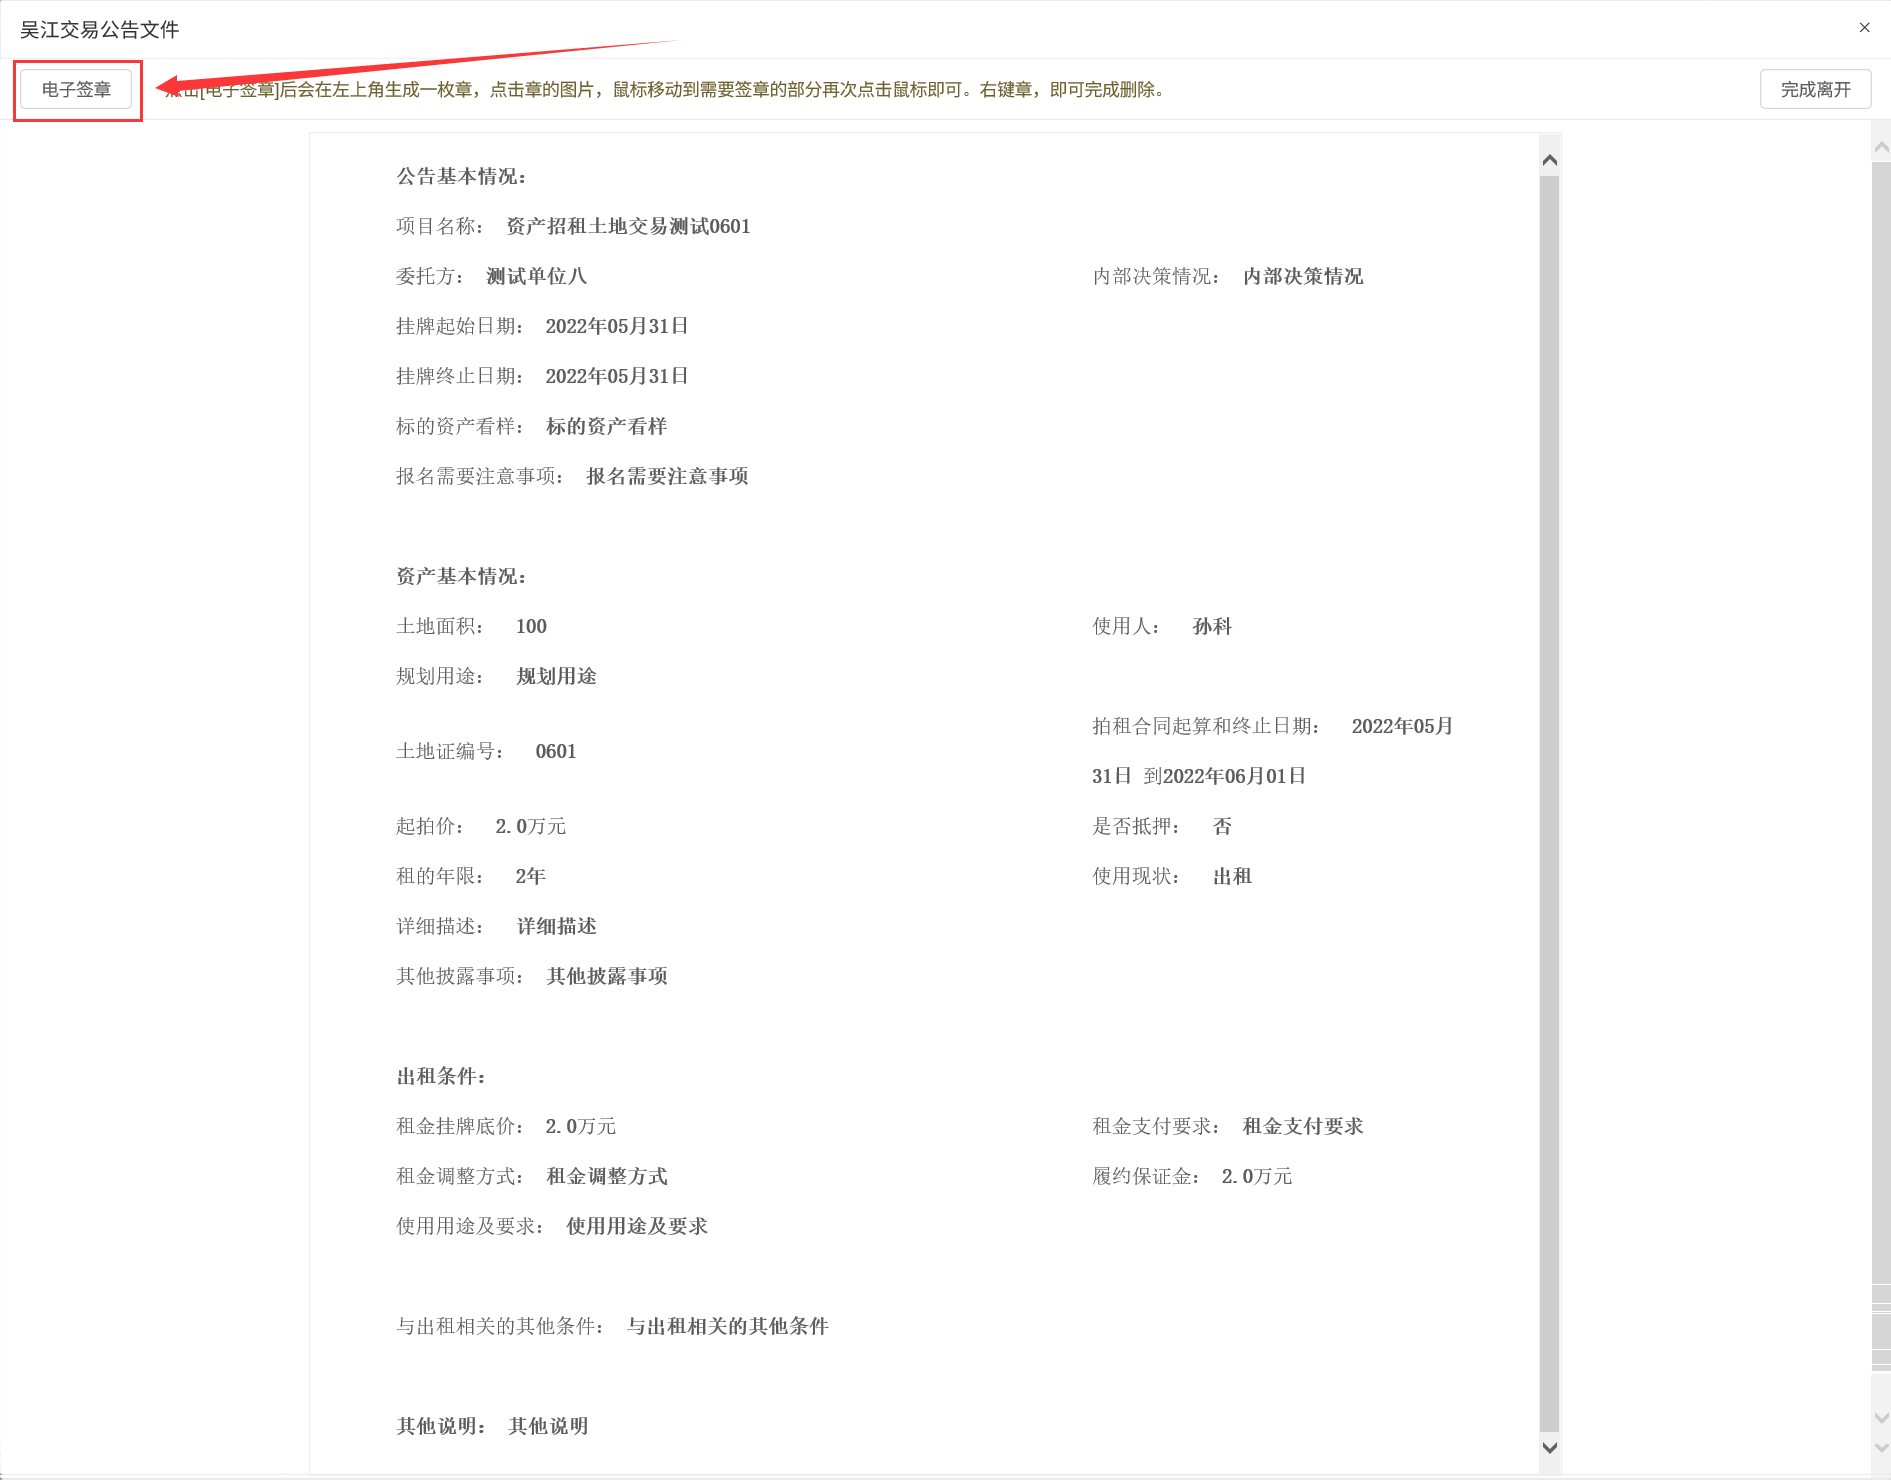 吴江交易公告文件
×
电子签章
击[电子签章]后会在左上角生成一枚章，点击章的图片，鼠标移动到需要签章的部分再次点击鼠标即可。右键章，即可完成删除。
完成离开
公告基本情况：
项目名称： 资产招租土地交易测试0601
委托方： 测试单位八 内部决策情况： 内部决策情况
挂牌起始日期： 2022年05月31日
挂牌终止日期： 2022年05月31日
标的资产看样： 标的资产看样
报名需要注意事项： 报名需要注意事项
资产基本情况：
土地面积： 100 使用人： 孙科
规划用途： 规划用途
土地证编号： 0601
拍租合同起算和终止日期： 2022年05月
31日 到2022年06月01日
起拍价： 2.0万元 是否抵押： 否
租的年限： 2年 使用现状： 出租
详细描述： 详细描述
其他披露事项： 其他披露事项
出租条件：
租金挂牌底价： 2.0万元 租金支付要求： 租金支付要求
租金调整方式： 租金调整方式 履约保证金： 2.0万元
使用用途及要求： 使用用途及要求
与出租相关的其他条件： 与出租相关的其他条件
其他说明： 其他说明